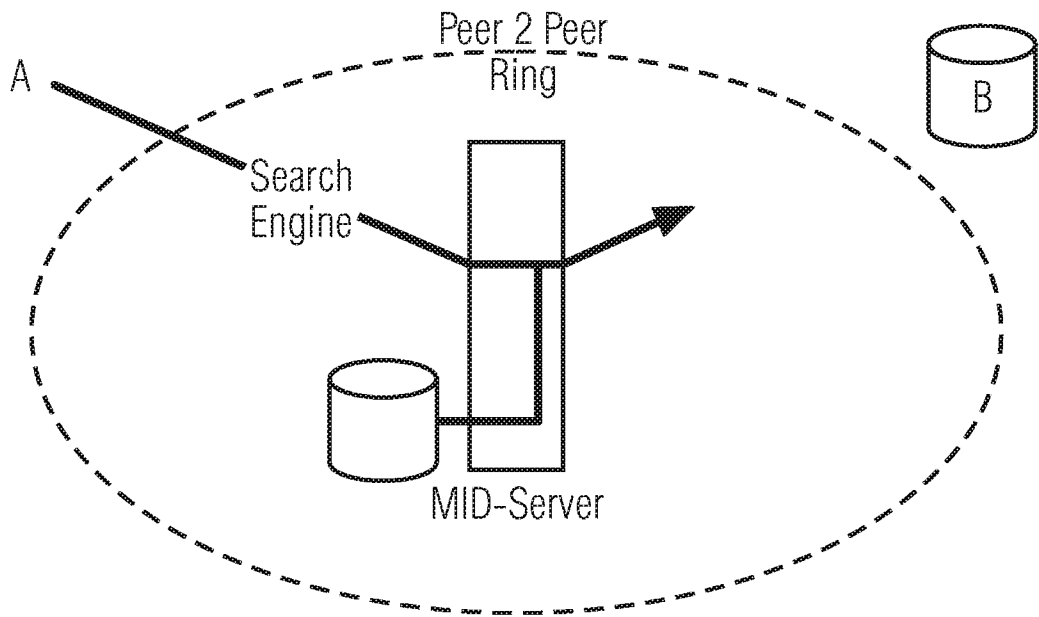 Peer 2 Peer
Ring
A
B
Search
Engine
MID-Server